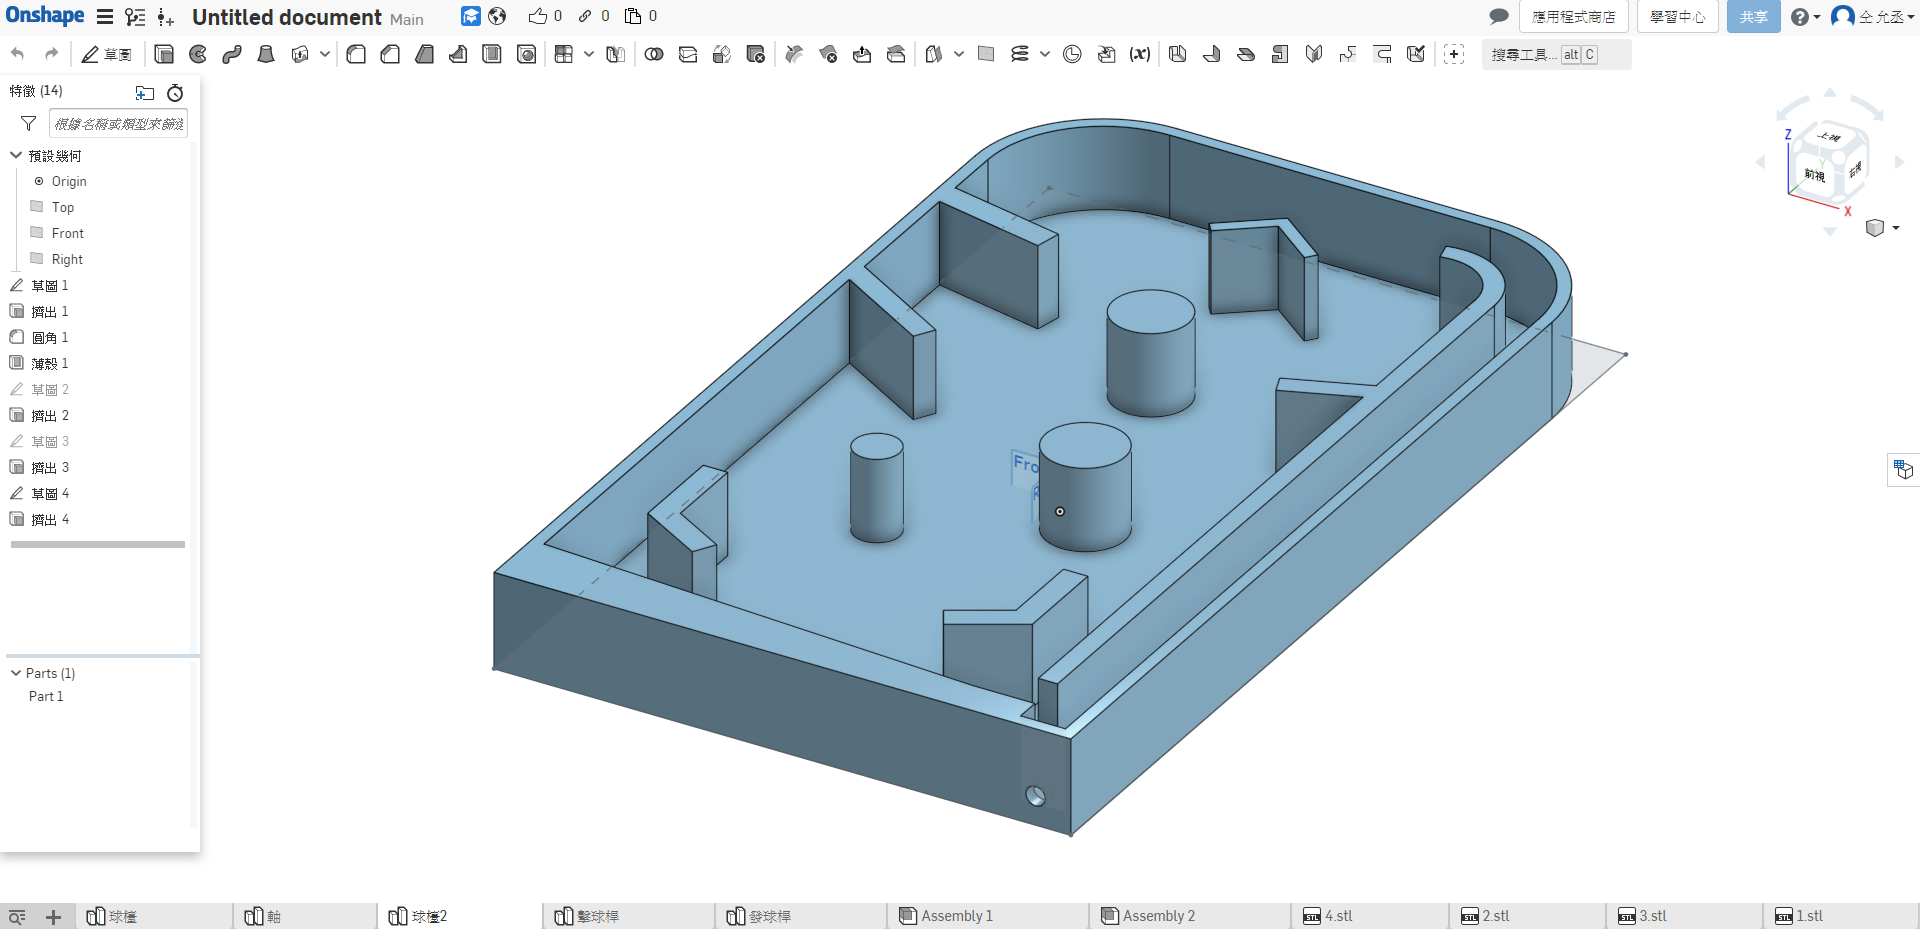 Onshape Untitled document Main 0 0 0 應用程式商店 學習中心 共享 仝 允丞
草圖 (x) 搜尋工具... alt C
特徵 (14)
根據名稱或類型來篩選
預設幾何
Origin
Top
Front
Right
草圖 1
擠出 1
圓角 1
薄殼 1
草圖 2
擠出 2
草圖 3
擠出 3
草圖 4
擠出 4
Parts (1)
Part 1
Fro
R
Z
上視
Y
前視
右視
X
球檯 軸 球檯2 擊球桿 發球桿 Assembly 1 Assembly 2 STL 4.stl STL 2.stl STL 3.stl STL 1.stl